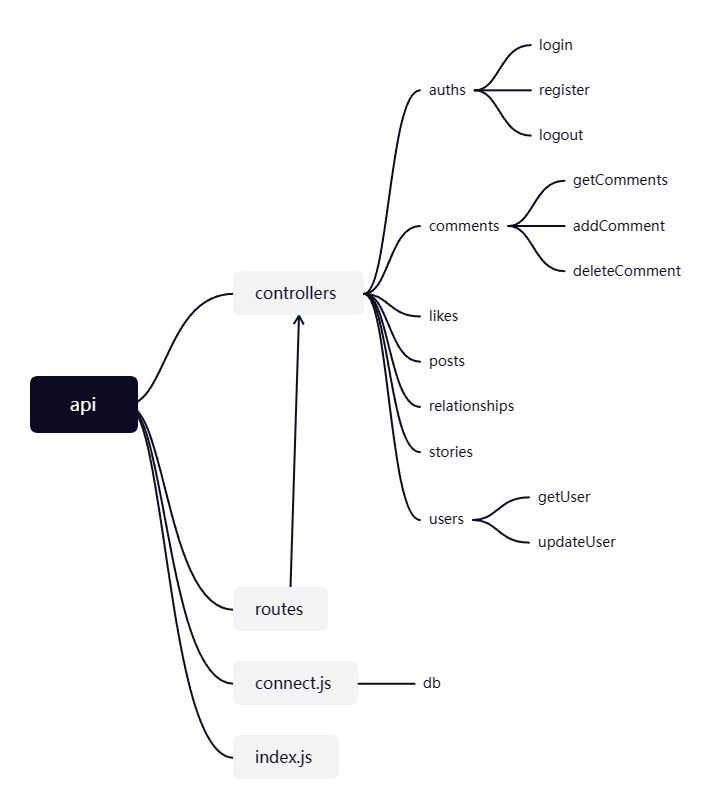 api
controllers
auths
login
register
logout
comments
getComments
addComment
deleteComment
likes
posts
relationships
stories
users
getUser
updateUser
routes
connect.js
db
index.js